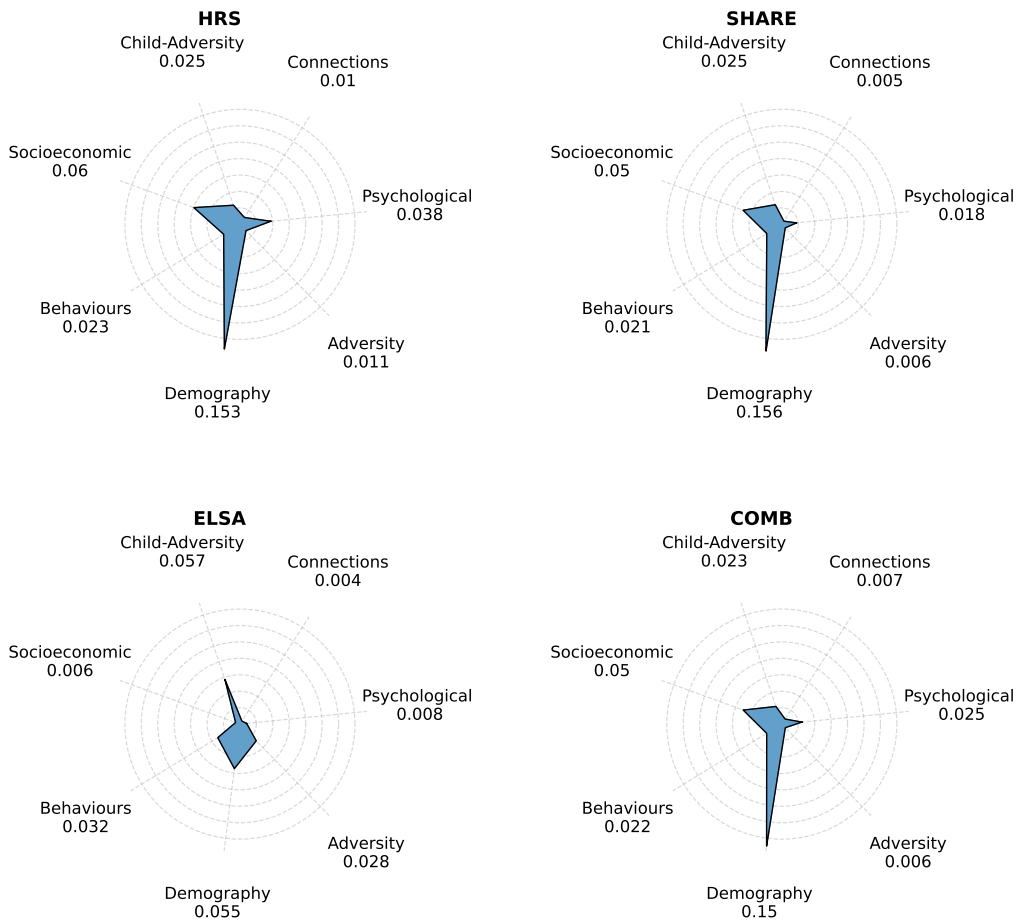 HRS
Child-Adversity
0.025
Connections
0.01
Socioeconomic
0.06
Psychological
0.038
Behaviours
0.023
Adversity
0.011
Demography
0.153
SHARE
Child-Adversity
0.025
Connections
0.005
Socioeconomic
0.05
Psychological
0.018
Behaviours
0.021
Adversity
0.006
Demography
0.156
ELSA
Child-Adversity
0.057
Connections
0.004
Socioeconomic
0.006
Psychological
0.008
Behaviours
0.032
Adversity
0.028
Demography
0.055
COMB
Child-Adversity
0.023
Connections
0.007
Socioeconomic
0.05
Psychological
0.025
Behaviours
0.022
Adversity
0.006
Demography
0.15